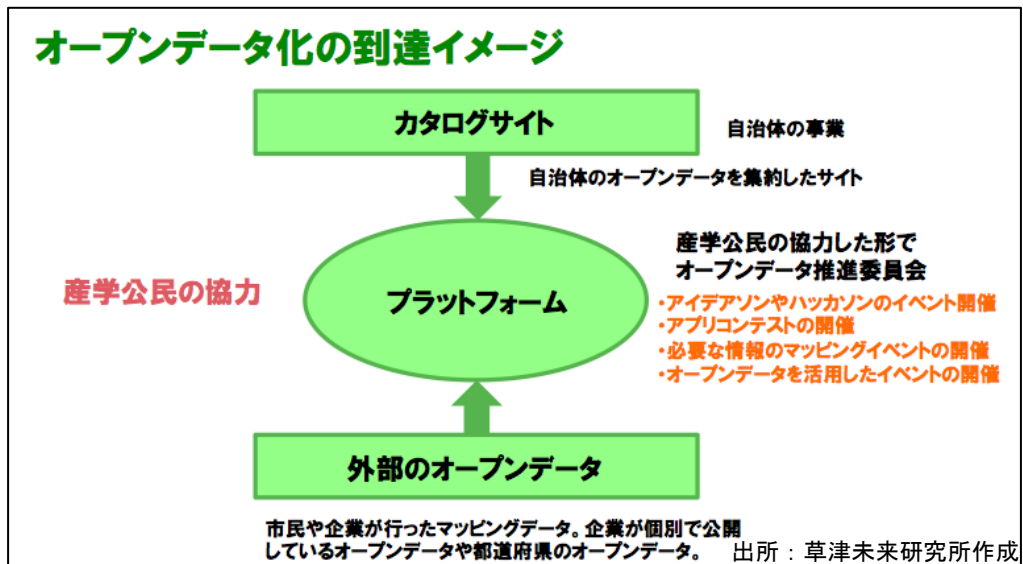 オープンデータ化の到達イメージ
カタログサイト
自治体の事業
自治体のオープンデータを集約したサイト
産学公民の協力
プラットフォーム
産学公民の協力した形で
オープンデータ推進委員会
・アイデアソンやハッカソンのイベント開催
・アプリコンテストの開催
・必要な情報のマッピングイベントの開催
・オープンデータを活用したイベントの開催
外部のオープンデータ
市民や企業が行ったマッピングデータ。企業が個別で公開
しているオープンデータや都道府県のオープンデータ。
出所：草津未来研究所作成